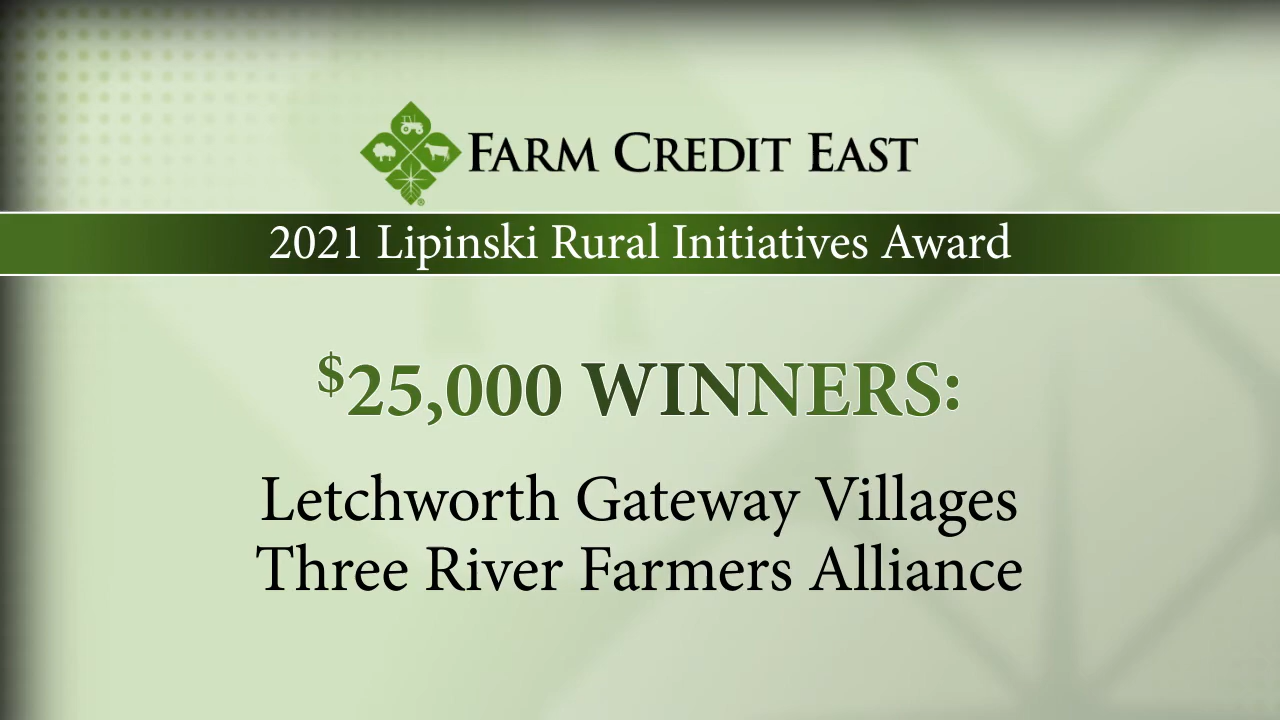 FARM CREDIT EAST
®
2021 Lipinski Rural Initiatives Award
$25,000 WINNERS:
Letchworth Gateway Villages
Three River Farmers Alliance